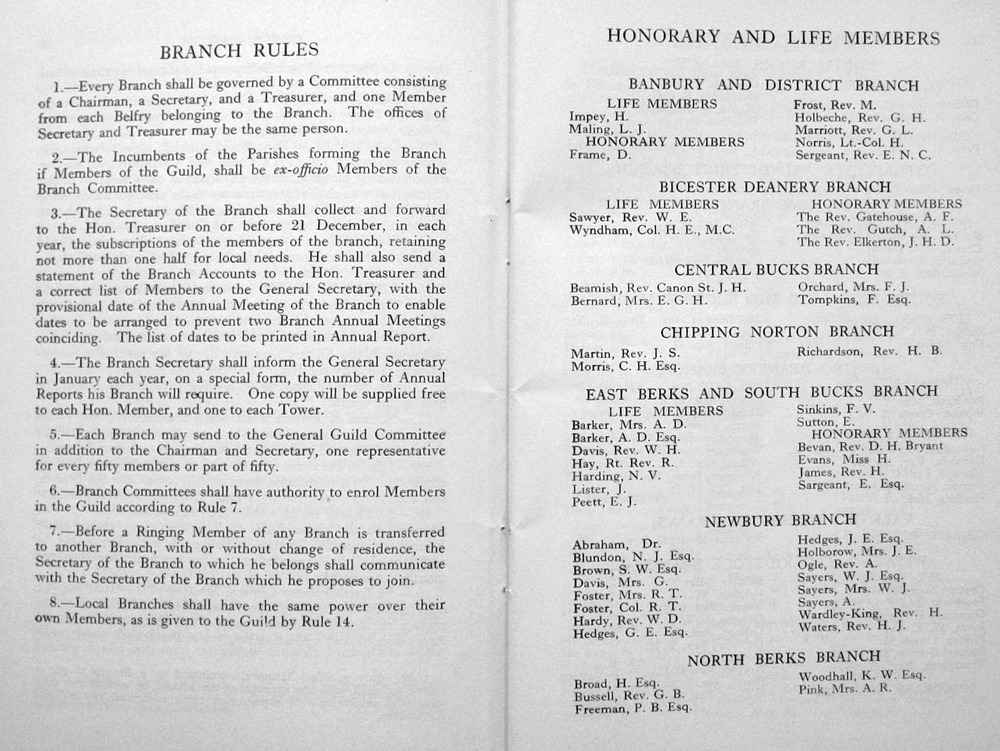 BRANCH RULES
1.—Every Branch shall be governed by a Committee consisting
of a Chairman, a Secretary, and a Treasurer, and one Member
from each Belfry belonging to the Branch. The offices of
Secretary and Treasurer may be the same person.
2.—The Incumbents of the Parishes forming the Branch
if Members of the Guild, shall be ex-officio Members of the
Branch Committee.
3.—The Secretary of the Branch shall collect and forward
to the Hon. Treasurer on or before 21 December, in each
year, the subscriptions of the members of the branch, retaining
not more than one half for local needs. He shall also send a
statement of the Branch Accounts to the Hon. Treasurer and
a correct list of Members to the General Secretary, with the
provisional date of the Annual Meeting of the Branch to enable
dates to be arranged to prevent two Branch Annual Meetings
coinciding. The list of dates to be printed in Annual Report.
4.—The Branch Secretary shall inform the General Secretary
in January each year, on a special form, the number of Annual
Reports his Branch will require. One copy will be supplied free
to each Hon. Member, and one to each Tower.
5.—Each Branch may send to the General Guild Committee
in addition to the Chairman and Secretary, one representative
for every fifty members or part of fifty.
6.—Branch Committees shall have authority to enrol Members
in the Guild according to Rule 7.
7.—Before a Ringing Member of any Branch is transferred
to another Branch, with or without change of residence, the
Secretary of the Branch to which he belongs shall communicate
with the Secretary of the Branch which he proposes to join.
8.—Local Branches shall have the same power over their
own Members, as is given to the Guild by Rule 14.
HONORARY AND LIFE MEMBERS
BANBURY AND DISTRICT BRANCH
LIFE MEMBERS
Impey, H.
Maling, L. J.
HONORARY MEMBERS
Frame, D.
Frost, Rev. M.
Holbeche, Rev. G. H.
Marriott, Rev. G. L.
Norris, Lt.-Col. H.
Sergeant, Rev. E. N. C.
BICESTER DEANERY BRANCH
LIFE MEMBERS
Sawyer, Rev. W. E.
Wyndham, Col. H. E., M.C.
HONORARY MEMBERS
The Rev. Gatehouse, A. F.
The Rev. Gutch, A. L.
The Rev. Elkerton, J. H. D.
CENTRAL BUCKS BRANCH
Beamish, Rev. Canon St. J. H.
Bernard, Mrs. E. G. H.
Orchard, Mrs. F. J.
Tompkins, F. Esq.
CHIPPING NORTON BRANCH
Martin, Rev. J. S.
Morris, C. H. Esq.
Richardson, Rev. H. B.
EAST BERKS AND SOUTH BUCKS BRANCH
LIFE MEMBERS
Barker, Mrs. A. D.
Barker, A. D. Esq.
Davis, Rev. W. H.
Hay, Rt. Rev. R.
Harding, N. V.
Lister, J.
Peett, E. J.
Sinkins, F. V.
Sutton, E.
HONORARY MEMBERS
Bevan, Rev. D. H. Bryant
Evans, Miss H.
James, Rev. H.
Sargeant, E. Esq.
NEWBURY BRANCH
Abraham, Dr.
Blundon, N. J. Esq.
Brown, S. W. Esq.
Davis, Mrs. G.
Foster, Mrs. R. T.
Foster, Col. R. T.
Hardy, Rev. W. D.
Hedges, G. E. Esq.
Hedges, J. E. Esq.
Holborow, Mrs. J. E.
Ogle, Rev. A.
Sayers, W. J. Esq.
Sayers, Mrs. W. J.
Sayers, A.
Wardley-King, Rev. H.
Waters, Rev. H. J.
NORTH BERKS BRANCH
Broad, H. Esq.
Bussell, Rev. G. B.
Freeman, P. B. Esq.
Woodhall, K. W. Esq.
Pink, Mrs. A. R.